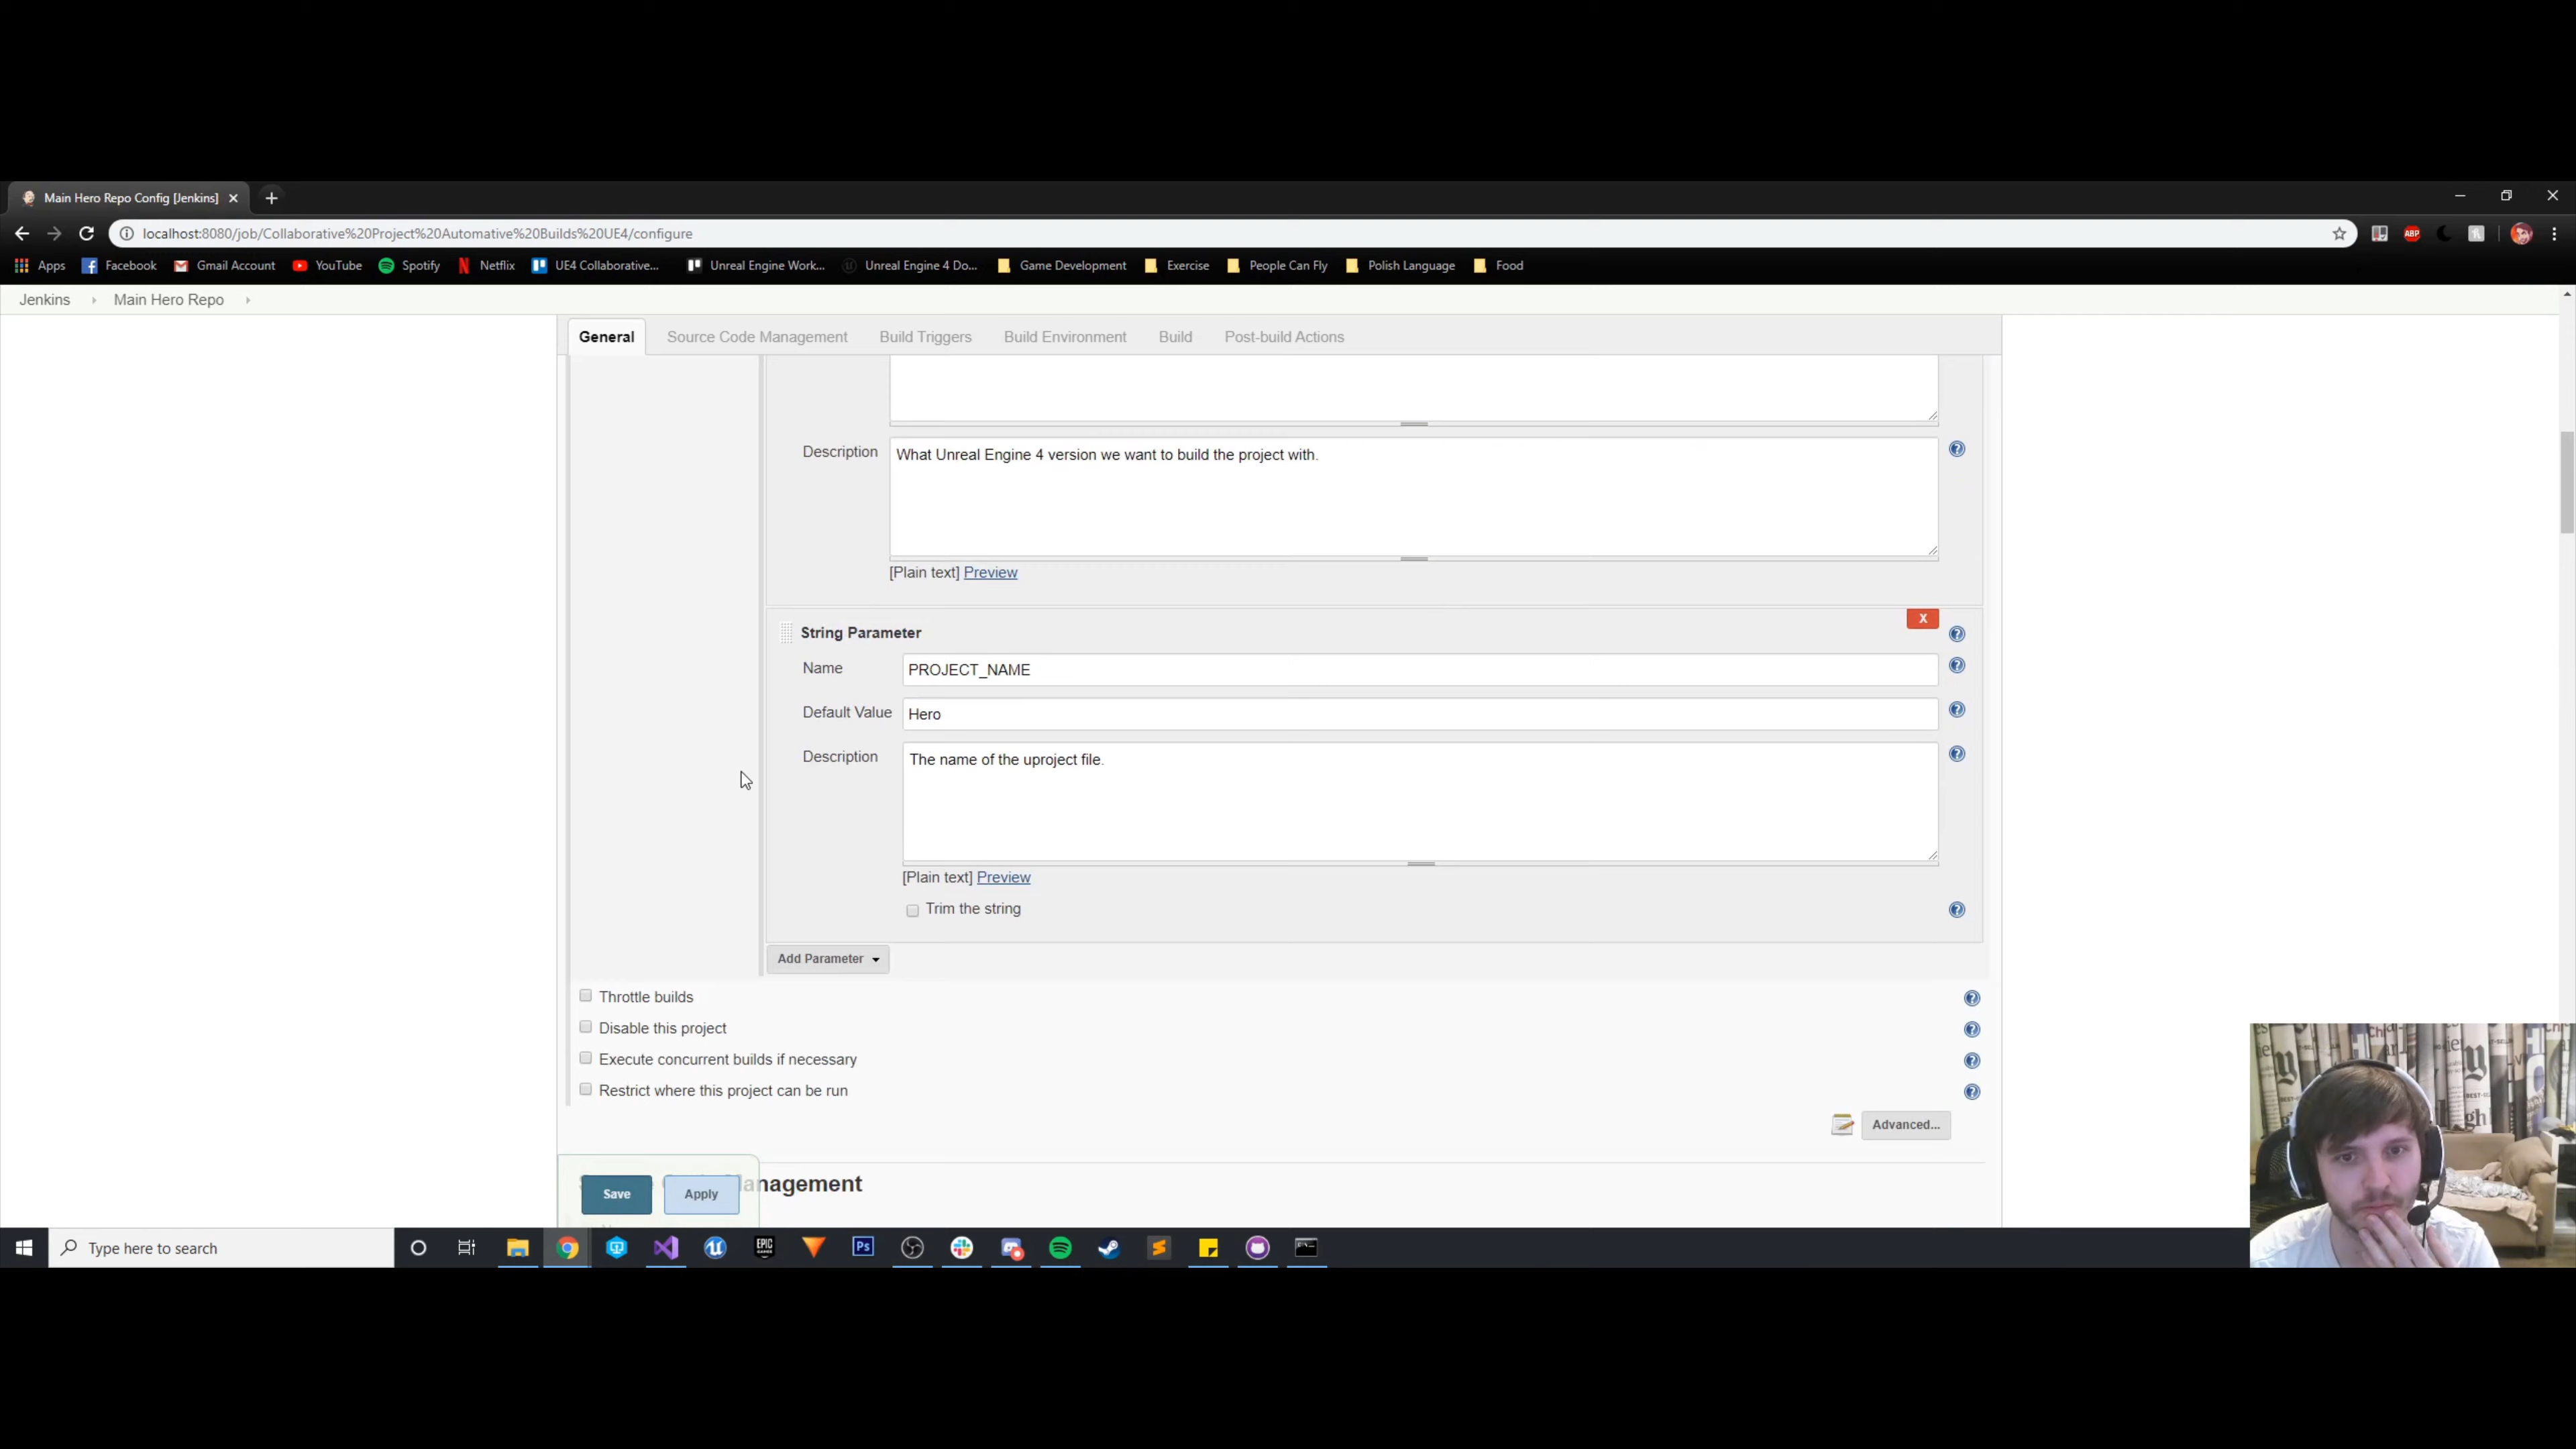 Main Hero Repo Config [Jenkins]
localhost:8080/job/Collaborative%20Project%20Automative%20Builds%20UE4/configure
ABP
Apps Facebook Gmail Account YouTube Spotify Netflix UE4 Collaborative... Unreal Engine Work... Unreal Engine 4 Do... Game Development Exercise People Can Fly Polish Language Food
Jenkins Main Hero Repo
General Source Code Management Build Triggers Build Environment Build Post-build Actions
Description What Unreal Engine 4 version we want to build the project with.
[Plain text] Preview
X
String Parameter
Name PROJECT_NAME
Default Value Hero
Description The name of the uproject file.
[Plain text] Preview
Trim the string
Add Parameter
Throttle builds
Disable this project
Execute concurrent builds if necessary
Restrict where this project can be run
Advanced...
Save Apply nagement
Type here to search
EPIC GAMES
Ps